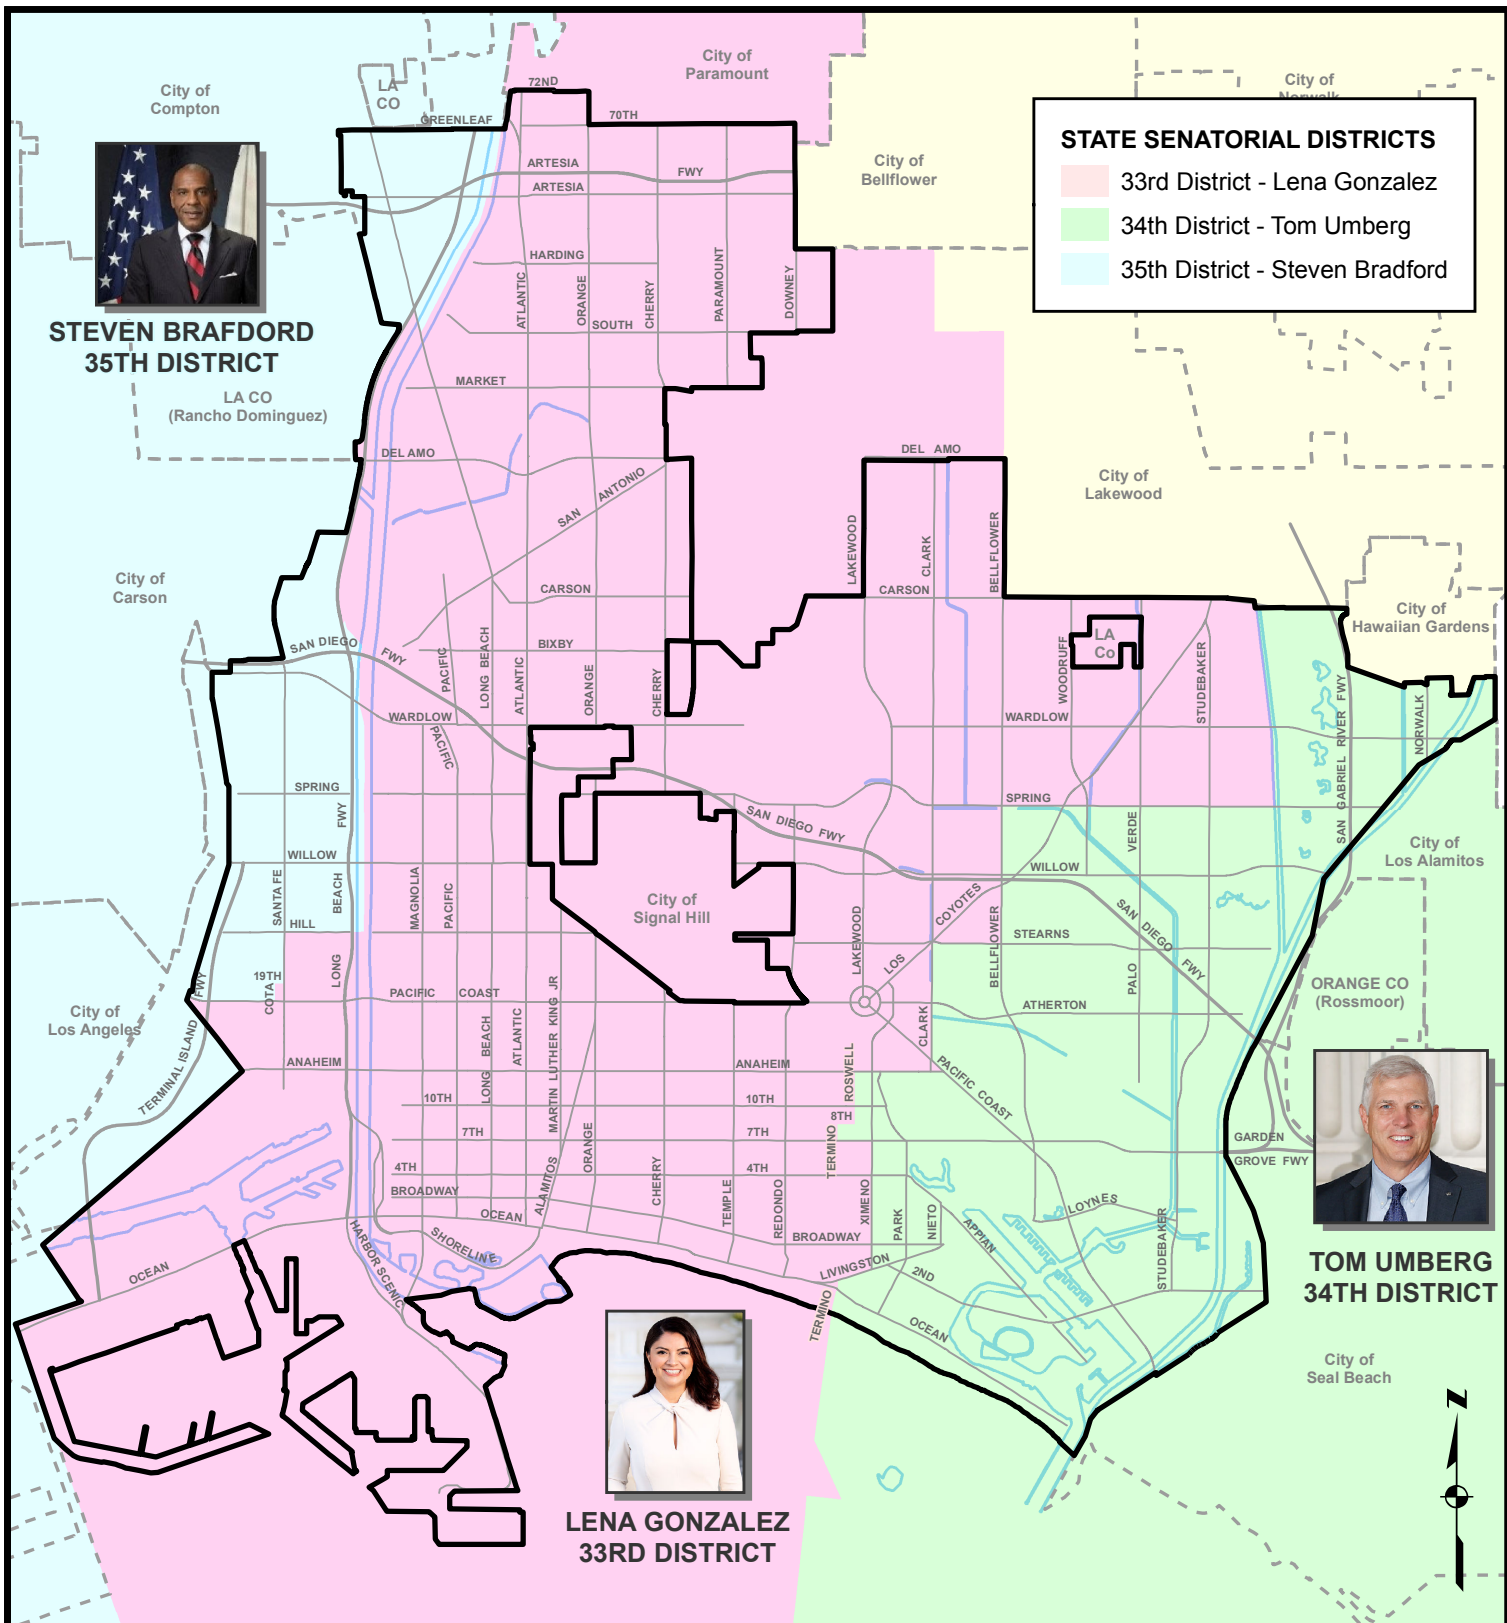 City of
Paramount
72ND
City of
Compton
LA
CO
City of
Norwalk
GREENLEAF
70TH
STATE SENATORIAL DISTRICTS
33rd District - Lena Gonzalez
34th District - Tom Umberg
35th District - Steven Bradford
ARTESIA
FWY
ARTESIA
City of
Bellflower
HARDING
ATLANTIC
ORANGE
CHERRY
PARAMOUNT
DOWNEY
SOUTH
STEVEN BRAFDORD
35TH DISTRICT
MARKET
LA CO
(Rancho Dominguez)
DEL AMO
DEL AMO
SAN ANTONIO
City of
Lakewood
LAKEWOOD
CLARK
BELLFLOWER
City of
Carson
CARSON
CARSON
City of
Hawaiian Gardens
SAN DIEGO FWY
BIXBY
LA
Co
PACIFIC
LONG BEACH
ATLANTIC
ORANGE
CHERRY
WOODRUFF
STUDEBAKER
WARDLOW
WARDLOW
NORWALK
PACIFIC
SAN GABRIEL RIVER FWY
SPRING
SPRING
FWY
SAN DIEGO FWY
VERDE
City of
Los Alamitos
WILLOW
WILLOW
SANTA FE
BEACH
MAGNOLIA
PACIFIC
City of
Signal Hill
COYOTES
SAN DIEGO FWY
HILL
STEARNS
LAKEWOOD
LOS
BELLFLOWER
PALO
19TH
FWY
COTA
LONG
PACIFIC COAST
ATHERTON
ORANGE CO
(Rossmoor)
City of
Los Angeles
MARTIN LUTHER KING JR
LONG BEACH
ATLANTIC
CLARK
TERMINAL ISLAND
ANAHEIM
ANAHEIM
ROSWELL
PACIFIC COAST
10TH
10TH
8TH
7TH
7TH
TERMINO
GARDEN
GROVE FWY
4TH
4TH
ORANGE
CHERRY
BROADWAY
ALAMITOS
TEMPLE
REDONDO
XIMENO
PARK
NIETO
APPIAN
LOYNES
OCEAN
SHORELINE
BROADWAY
HARBOR SCENIC
STUDEBAKER
OCEAN
LIVINGSTON
2ND
TERMINO
OCEAN
TOM UMBERG
34TH DISTRICT
City of
Seal Beach
N
LENA GONZALEZ
33RD DISTRICT